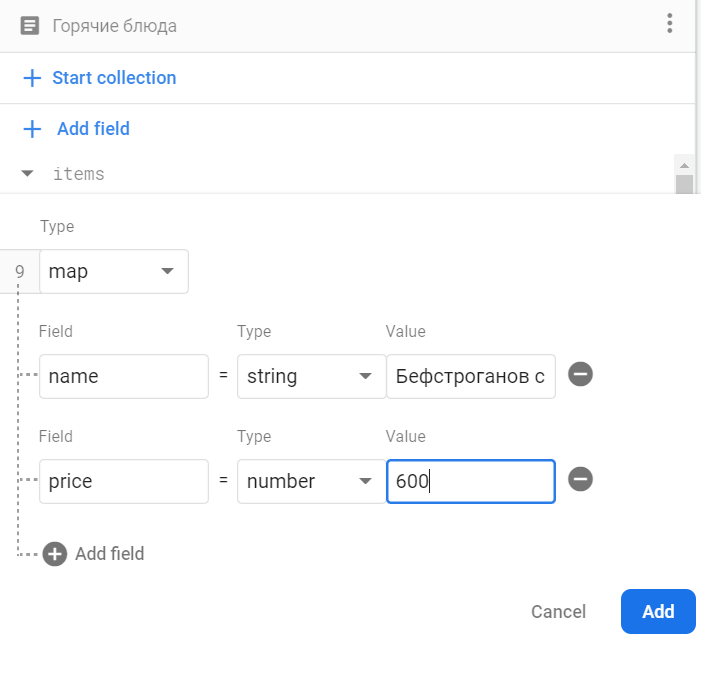 Горячие блюда
Start collection
Add field
items
Type
9 map
Field Type Value
name = string Бефстроганов с
Field Type Value
price = number 600
Add field
Cancel Add